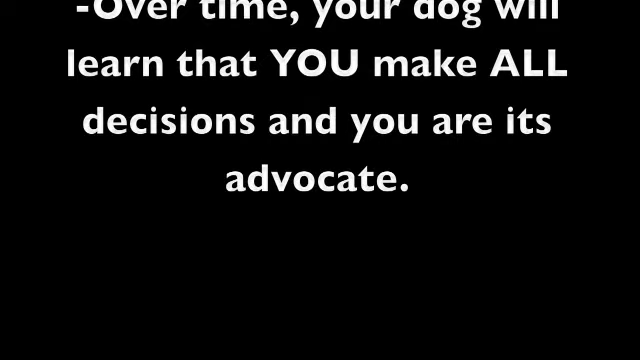 -Over time, your dog will
learn that YOU make ALL
decisions and you are its
advocate.